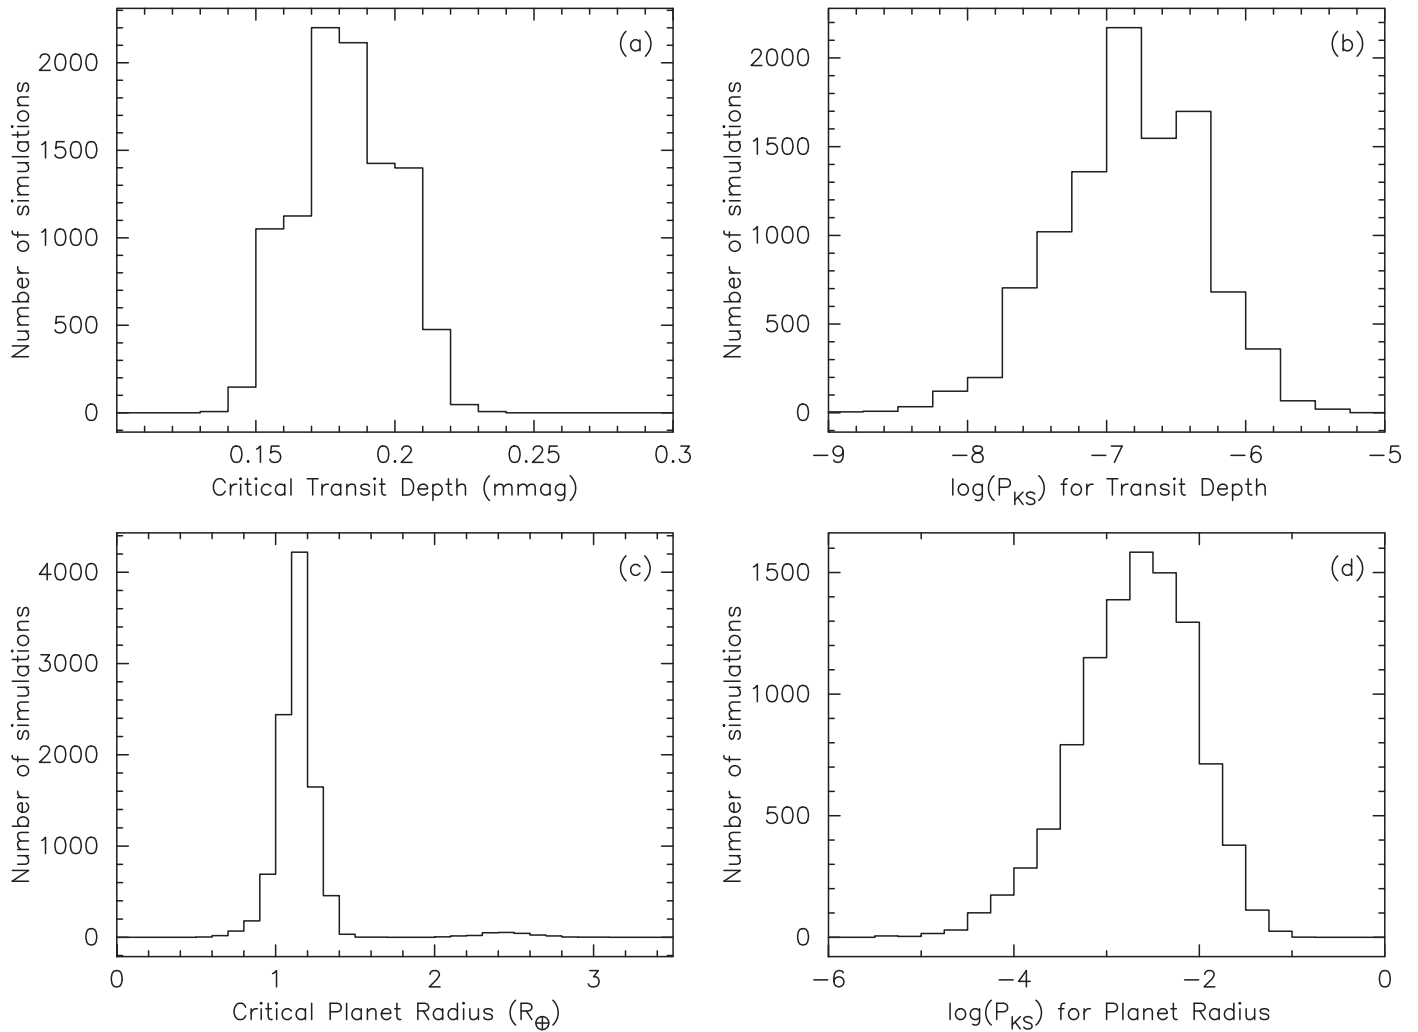 (a)
2000
1500
1000
500
0
Number of simulations
0.15 0.2 0.25 0.3
Critical Transit Depth (mmag)
(b)
2000
1500
1000
500
0
Number of simulations
−9 −8 −7 −6 −5
log(P_KS) for Transit Depth
(c)
4000
3000
2000
1000
0
Number of simulations
0 1 2 3
Critical Planet Radius (R⊕)
(d)
1500
1000
500
0
Number of simulations
−6 −4 −2 0
log(P_KS) for Planet Radius